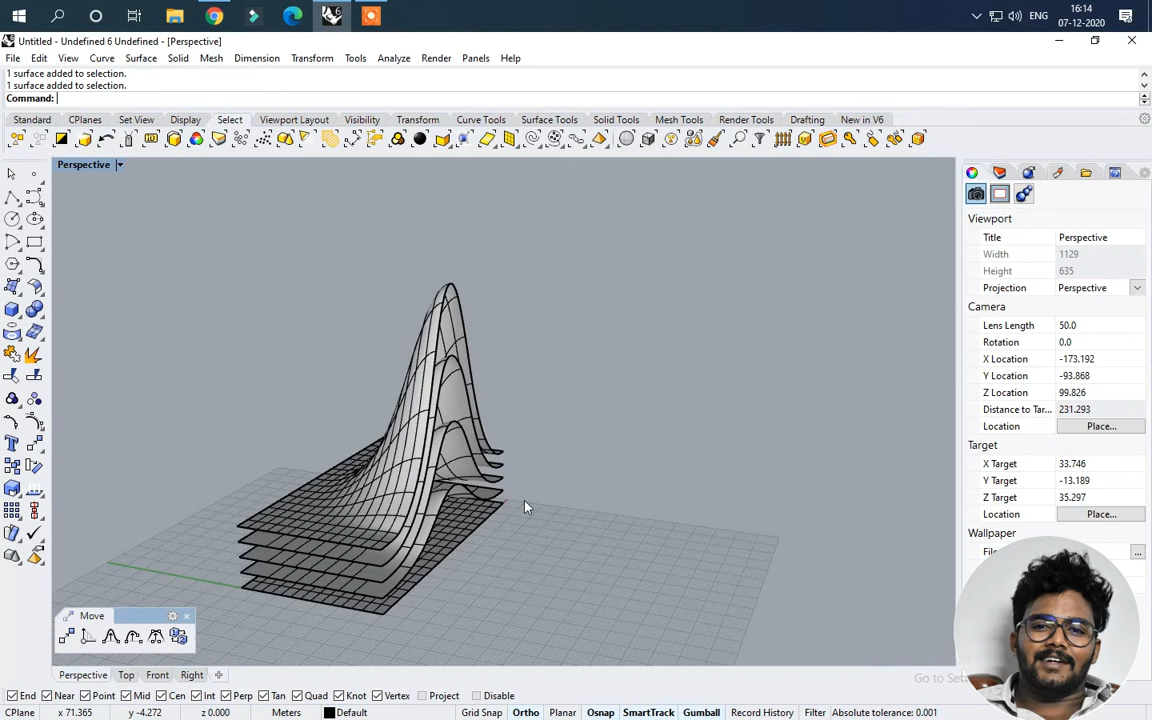 16:14
ENG
07-12-2020
Untitled - Undefined 6 Undefined - [Perspective]
File Edit View Curve Surface Solid Mesh Dimension Transform Tools Analyze Render Panels Help
1 surface added to selection.
1 surface added to selection.
Command:
Standard CPlanes Set View Display Select Viewport Layout Visibility Transform Curve Tools Surface Tools Solid Tools Mesh Tools Render Tools Drafting New in V6
Perspective
Viewport
Title Perspective
Width 1129
Height 635
Projection Perspective
Camera
Lens Length 50.0
Rotation 0.0
X Location -173.192
Y Location -93.868
Z Location 99.826
Distance to Tar... 231.293
Location Place...
Target
X Target 33.746
Y Target -13.189
Z Target 35.297
Location Place...
Wallpaper
...
Move
Perspective Top Front Right
Go to
End Near Point Mid Cen Int Perp Tan Quad Knot Vertex Project Disable
CPlane x 71.365 y -4.272 z 0.000 Meters Default Grid Snap Ortho Planar Osnap SmartTrack Gumball Record History Filter Absolute tolerance: 0.001